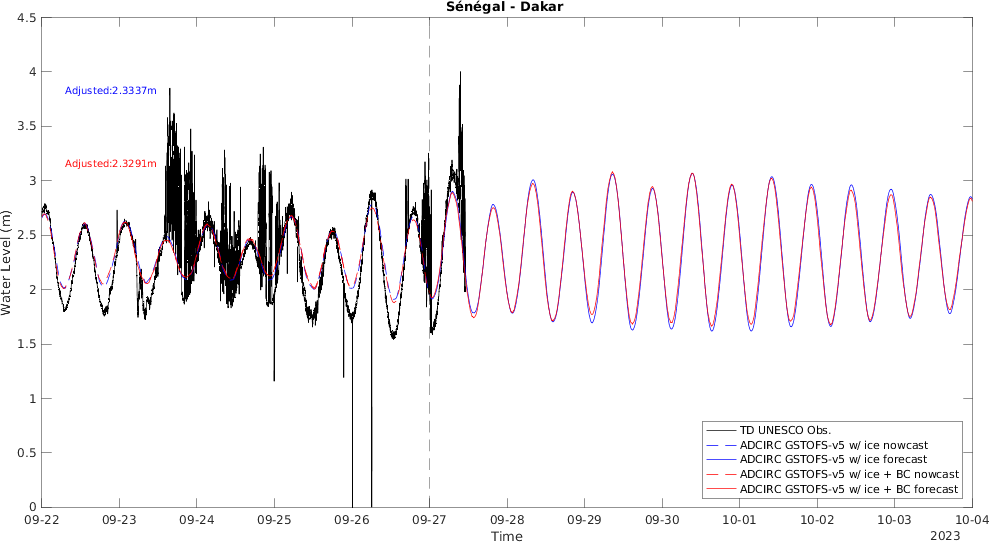 Sénégal - Dakar
4.5
4
3.5
3
2.5
2
1.5
1
0.5
0
Water Level (m)
Adjusted:2.3337m
Adjusted:2.3291m
TD UNESCO Obs.
ADCIRC GSTOFS-v5 w/ ice nowcast
ADCIRC GSTOFS-v5 w/ ice forecast
ADCIRC GSTOFS-v5 w/ ice + BC nowcast
ADCIRC GSTOFS-v5 w/ ice + BC forecast
09-22 09-23 09-24 09-25 09-26 09-27 09-28 09-29 09-30 10-01 10-02 10-03 10-04
Time
2023